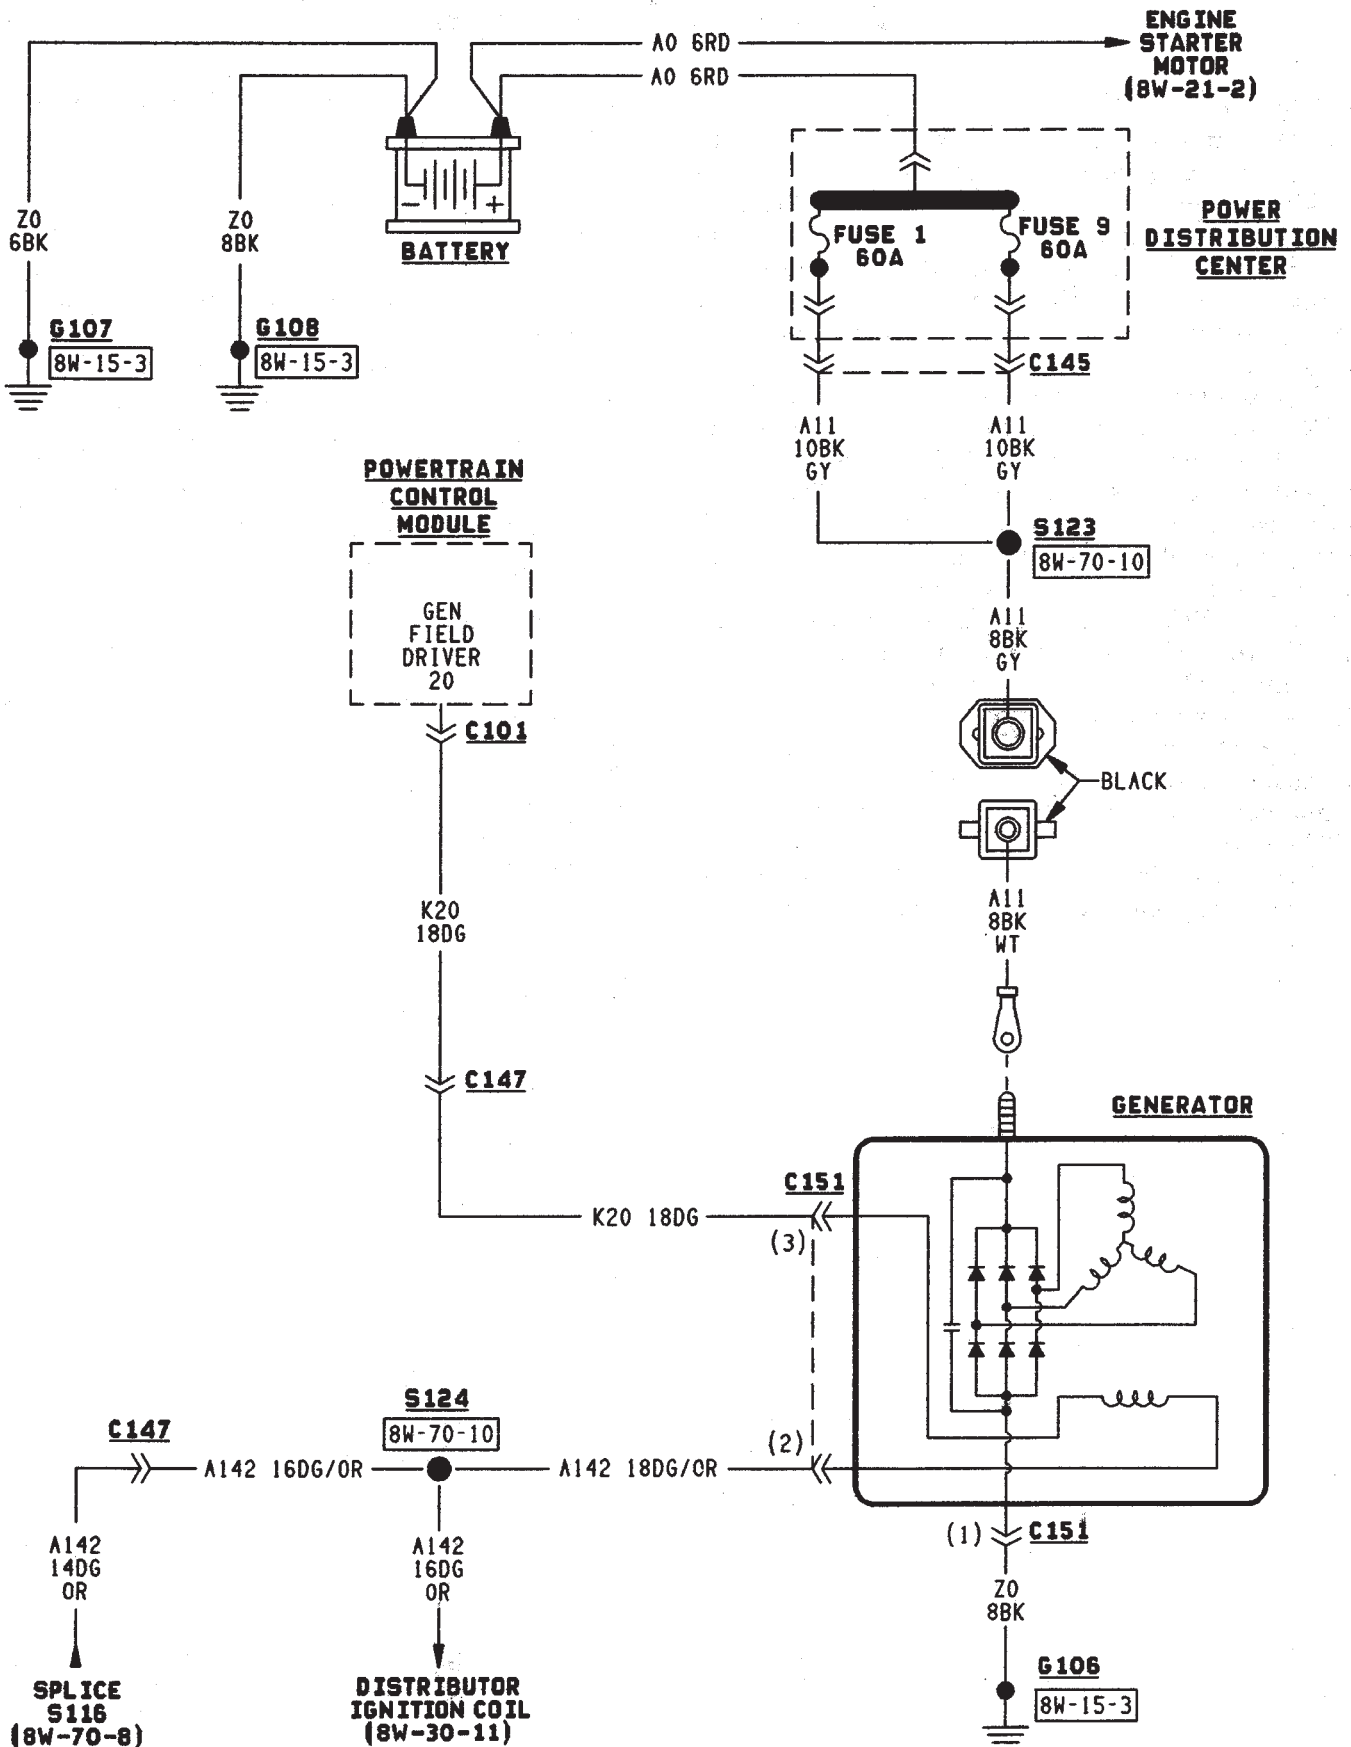 ENGINE
STARTER
MOTOR
(8W-21-2)
A0 6RD
A0 6RD
Z0
6BK
Z0
8BK
- +
BATTERY
FUSE 1
60A
FUSE 9
60A
POWER
DISTRIBUTION
CENTER
G107
8W-15-3
G108
8W-15-3
C145
A11
10BK
GY
A11
10BK
GY
POWERTRAIN
CONTROL
MODULE
GEN
FIELD
DRIVER
20
C101
S123
8W-70-10
A11
8BK
GY
BLACK
A11
8BK
WT
K20
18DG
C147
GENERATOR
C151
K20 18DG
(3)
S124
8W-70-10
C147
(2)
A142 16DG/OR
A142 18DG/OR
A142
14DG
OR
A142
16DG
OR
(1)
C151
Z0
8BK
SPLICE
S116
(8W-70-8)
DISTRIBUTOR
IGNITION COIL
(8W-30-11)
G106
8W-15-3